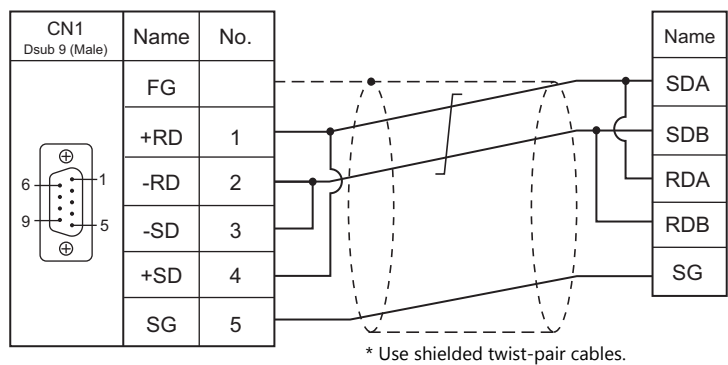 CN1
Dsub 9 (Male)
Name No.
Name
FG
SDA
+RD 1
SDB
-RD 2
RDA
6 1
9 5
-SD 3
RDB
+SD 4
SG
SG 5
* Use shielded twist-pair cables.